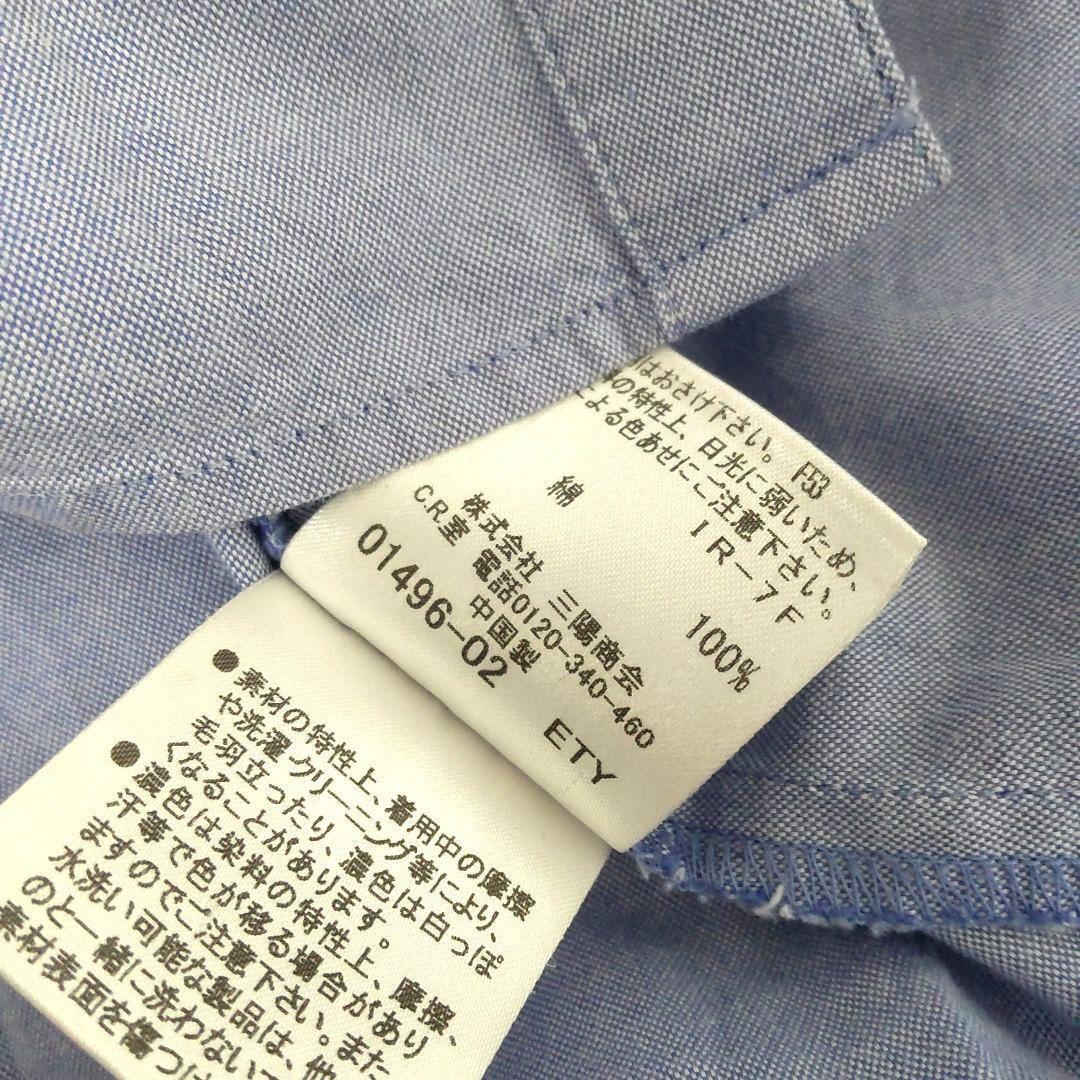 はおさけ下さい。 F53
の特性上、日光に弱いため、
よる色あせにご注意下さい。
IR-7F
綿 100%
株式会社 三陽商会
C.R室 電話0120-340-460
中国製
01496-02 ETY
●素材の特性上、着用中の摩擦
や洗濯・クリーニング等により、
毛羽立ったり、濃色は白っぽ
くなることがあります。
●濃色は染料の特性上、摩擦、
汗等で色が移る場合があり
ますのでご注意下さい。また
水洗い可能な製品は、他
のと一緒に洗わない
素材表面を傷つけ